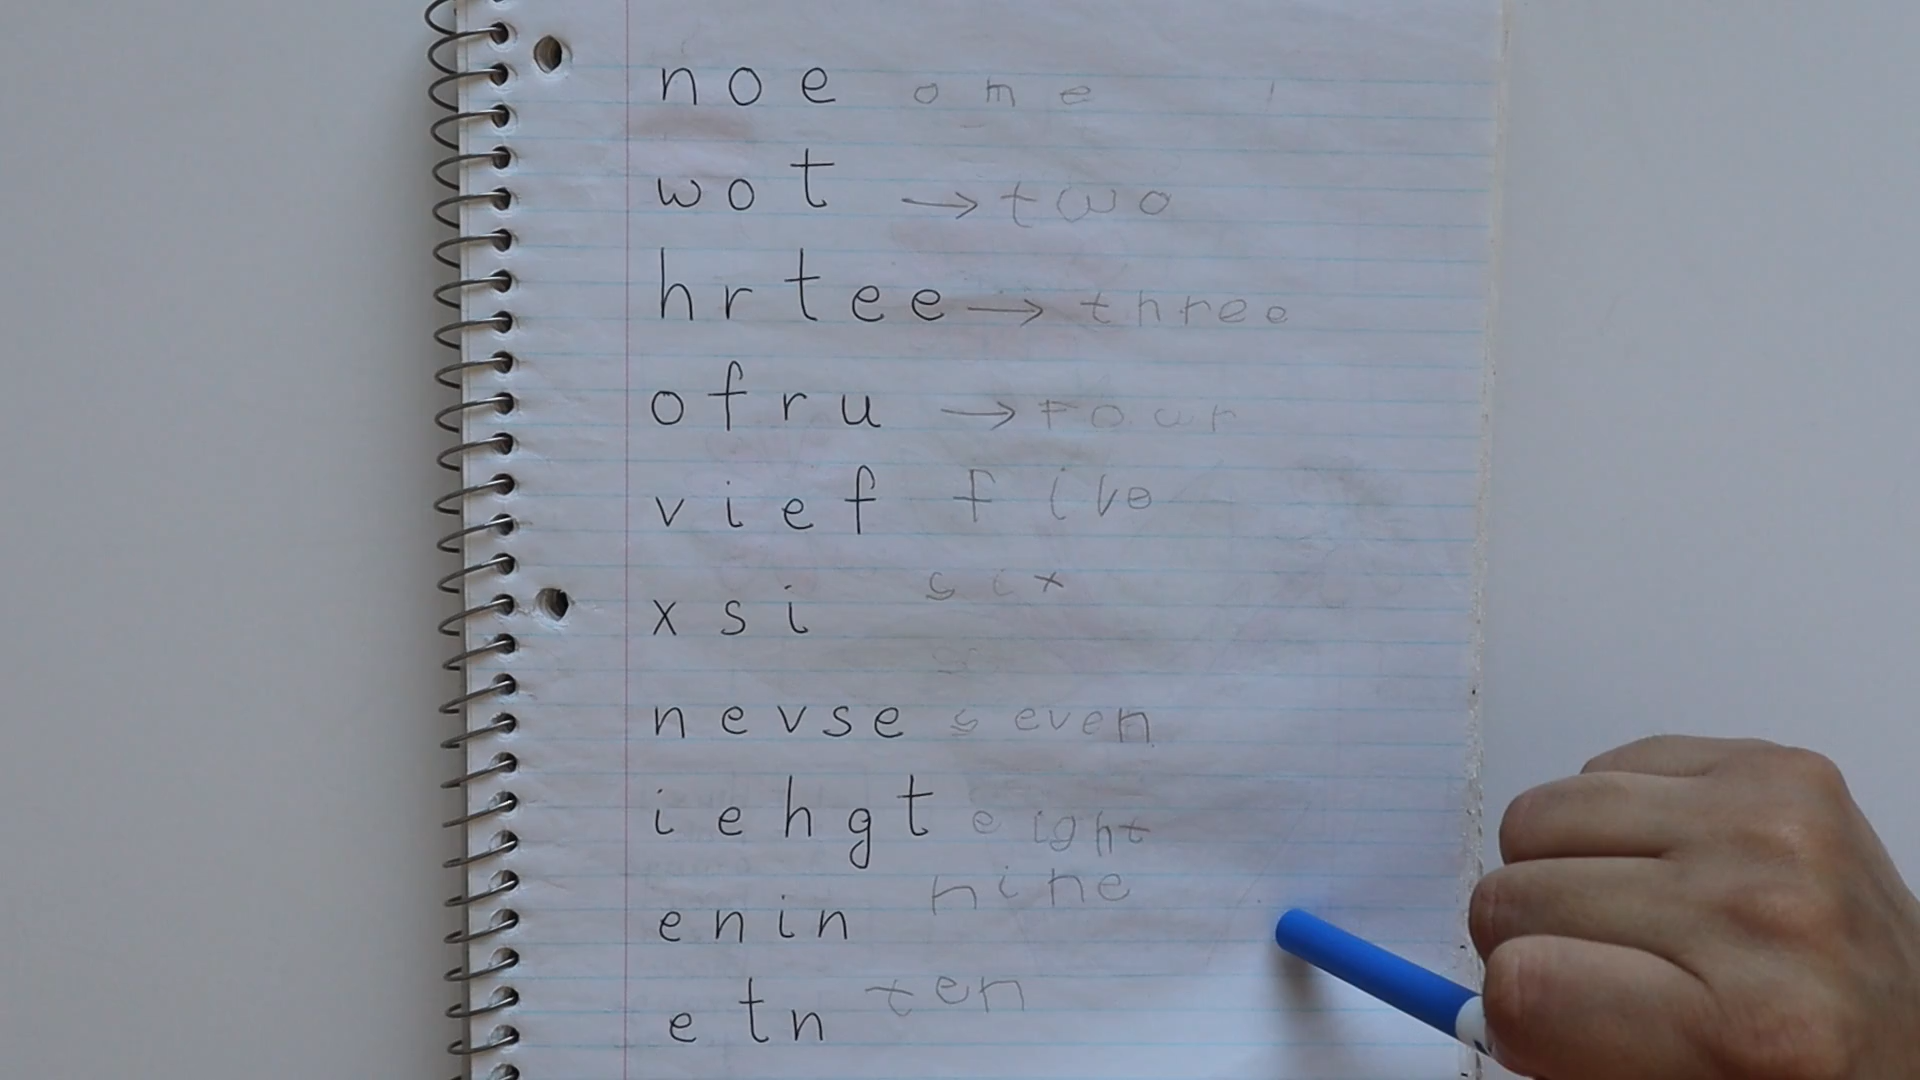 noe one
wot → two
hrtee → three
ofru → Four
vief five
xsi six
nevse seven
iehgt eight
enin nine
etn ten